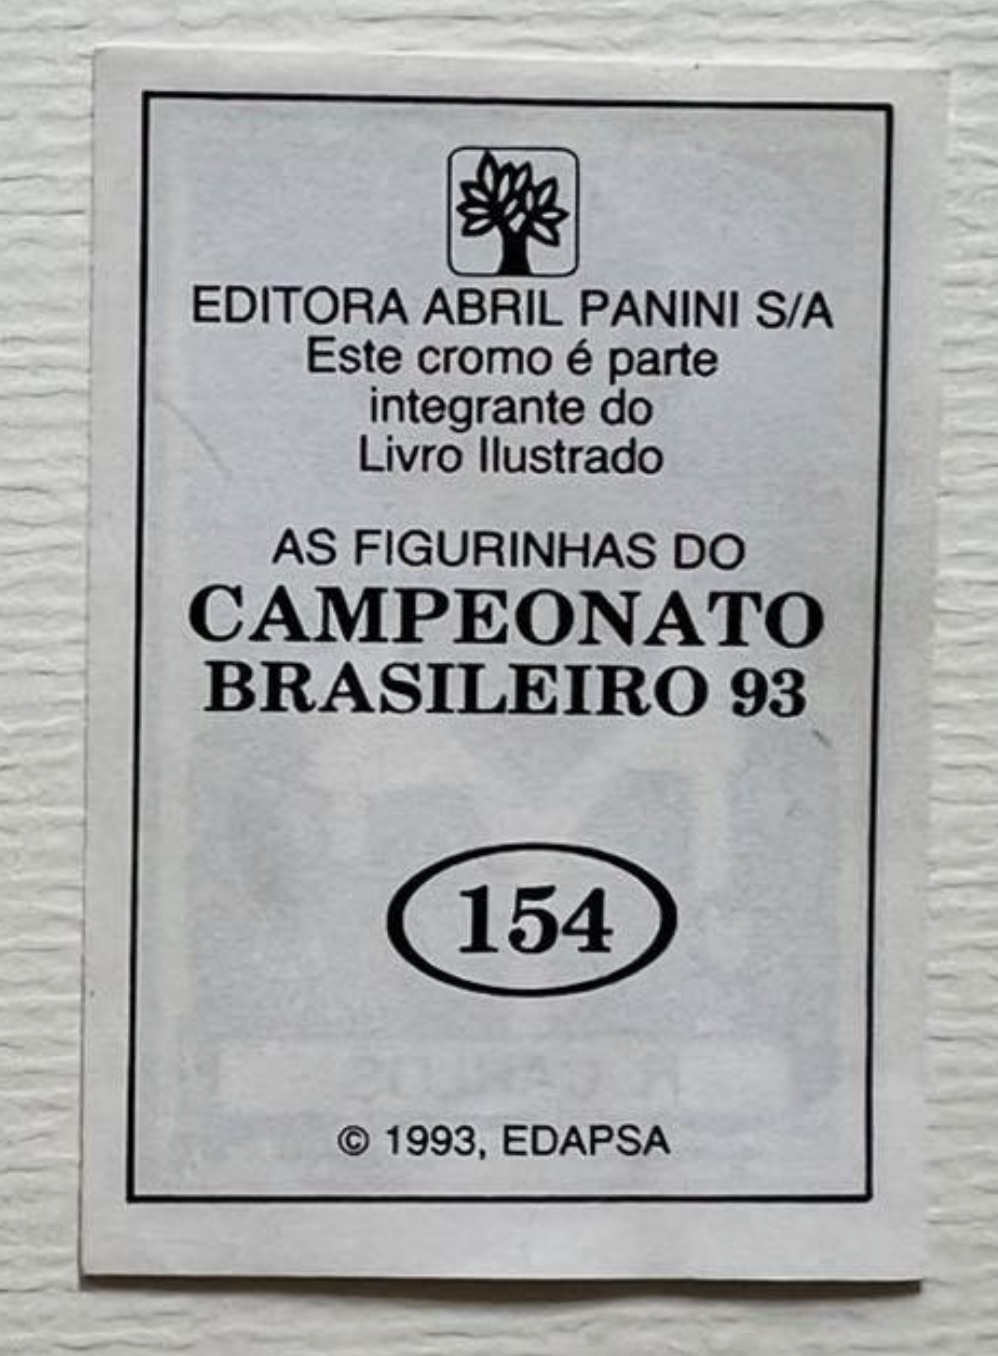 EDITORA ABRIL PANINI S/A
Este cromo é parte
integrante do
Livro Ilustrado
AS FIGURINHAS DO
CAMPEONATO
BRASILEIRO 93
154
© 1993, EDAPSA